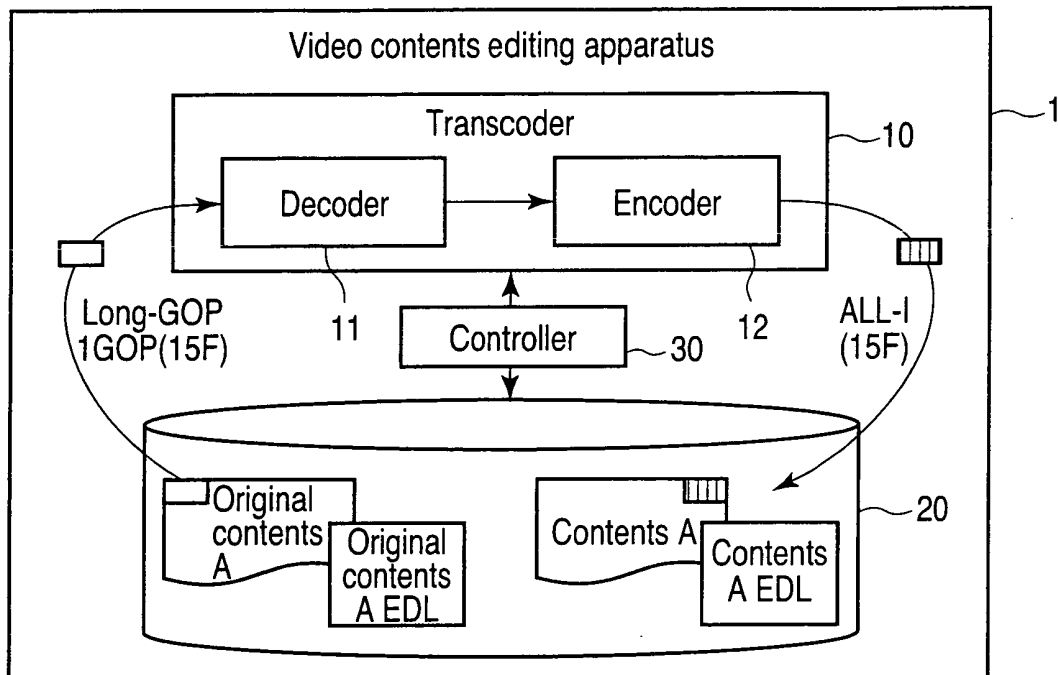 Video contents editing apparatus
1
Transcoder
10
Decoder
Encoder
11
12
Long-GOP
1GOP(15F)
Controller
30
ALL-I
(15F)
20
Original
contents
A
Original
contents
A EDL
Contents A
Contents
A EDL